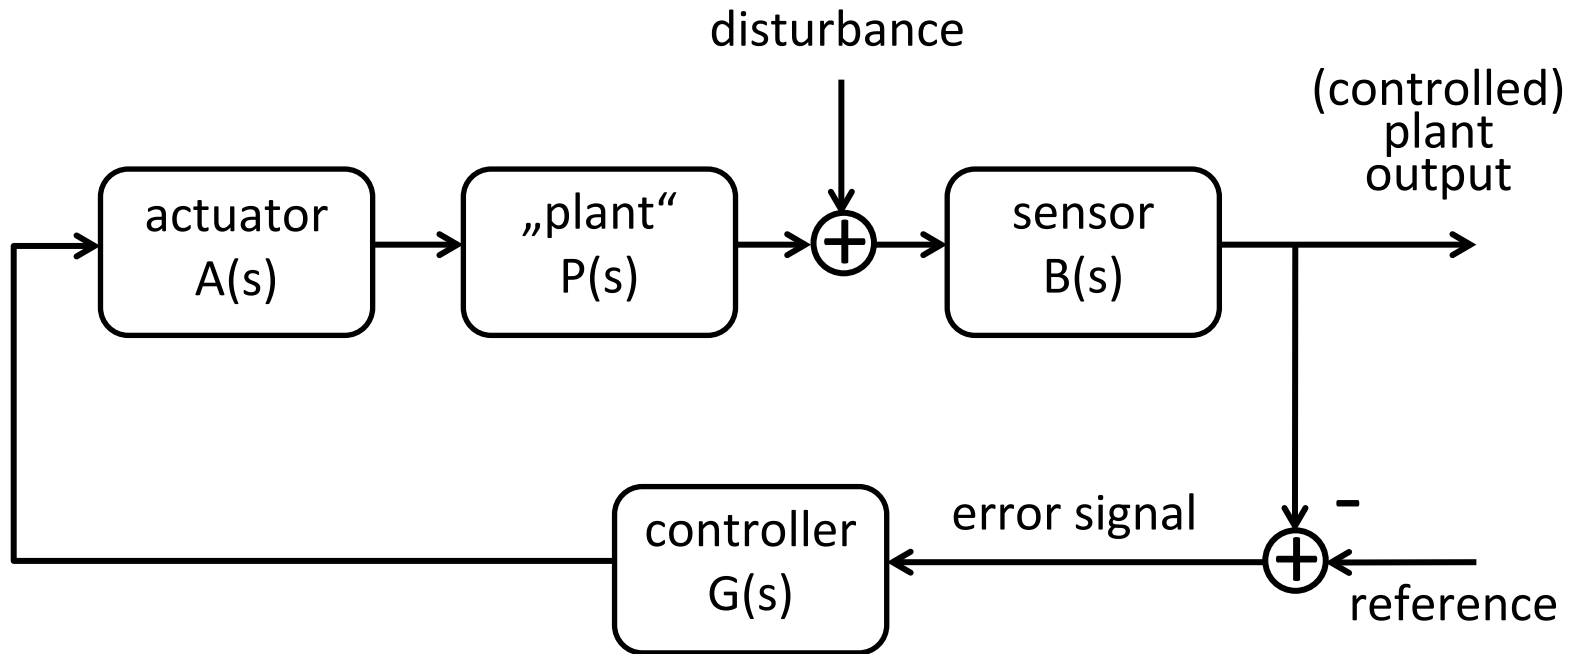 disturbance
(controlled)
plant
output
actuator
A(s)
„plant“
P(s)
+
sensor
B(s)
controller
G(s)
error signal
-
+
reference